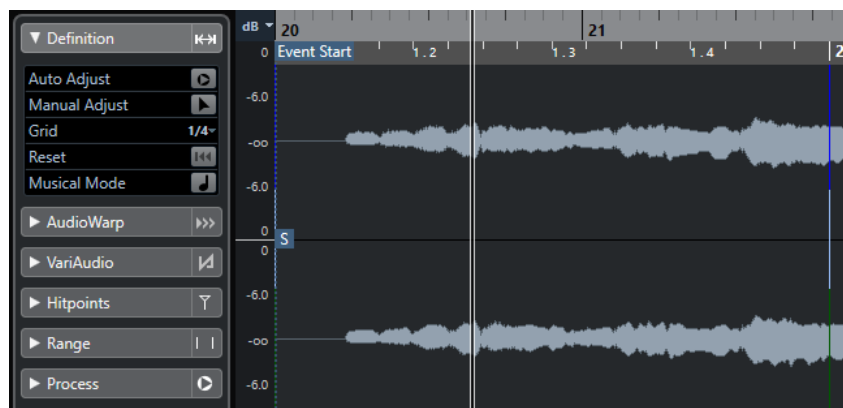 Definition
Auto Adjust
Manual Adjust
Grid 1/4
Reset
Musical Mode
AudioWarp
VariAudio
Hitpoints
Range
Process
dB 20 21
0 Event Start 1.2 1.3 1.4 2
-6.0
-oo
-6.0
0
S
0
-6.0
-oo
-6.0